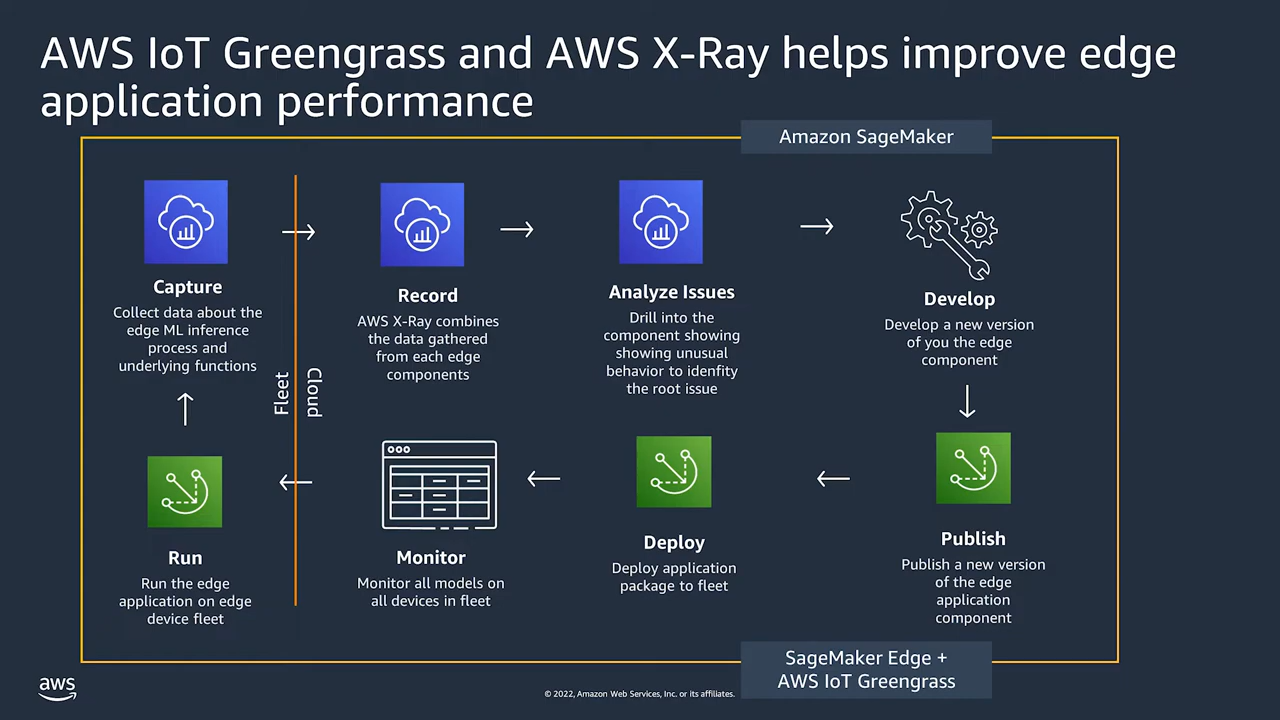 AWS IoT Greengrass and AWS X-Ray helps improve edge
application performance
Amazon SageMaker
Capture
Collect data about the
edge ML inference
process and
underlying functions
Record
AWS X-Ray combines
the data gathered
from each edge
components
Analyze Issues
Drill into the
component showing
showing unusual
behavior to idenfity
the root issue
Develop
Develop a new version
of you the edge
component
Fleet
Cloud
Run
Run the edge
application on edge
device fleet
Monitor
Monitor all models on
all devices in fleet
Deploy
Deploy application
package to fleet
Publish
Publish a new version
of the edge
application
component
SageMaker Edge +
AWS IoT Greengrass
aws
© 2022, Amazon Web Services, Inc. or its affiliates.